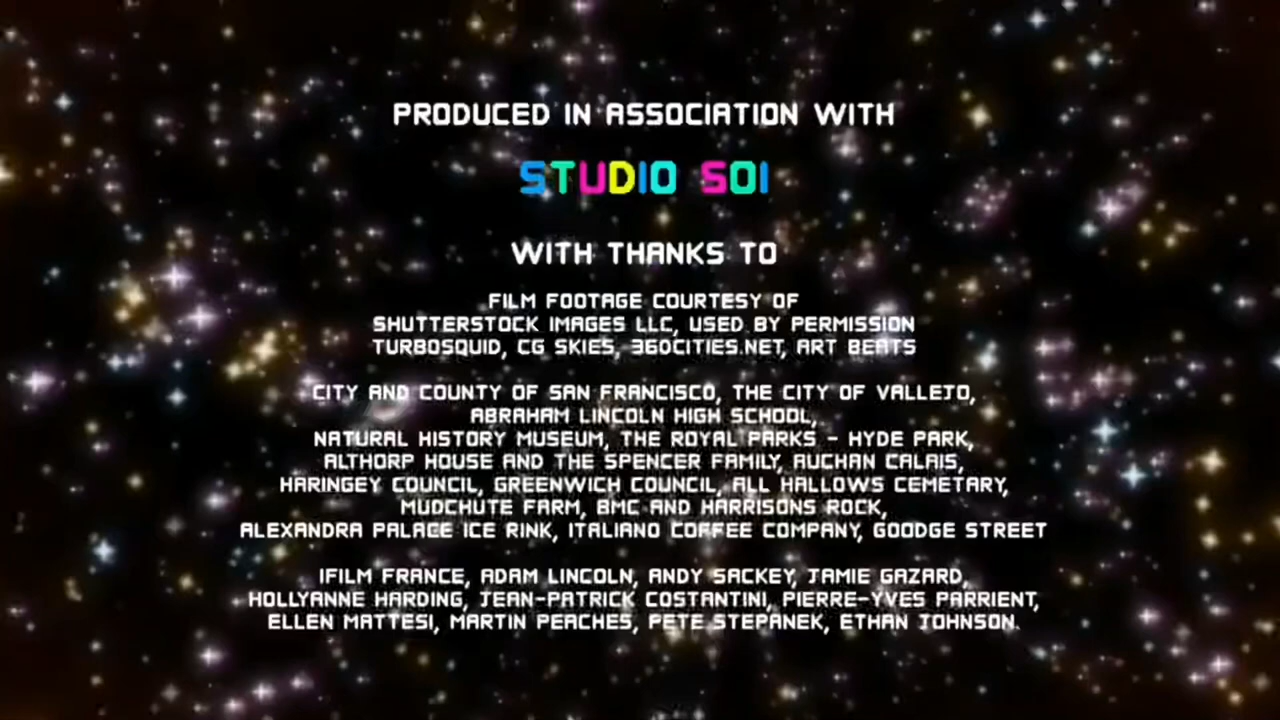 PRODUCED IN ASSOCIATION WITH
STUDIO SOI
WITH THANKS TO
FILM FOOTAGE COURTESY OF
SHUTTERSTOCK IMAGES LLC, USED BY PERMISSION
TURBOSQUID, CG SKIES, 360CITIES.NET, ART BEATS
CITY AND COUNTY OF SAN FRANCISCO, THE CITY OF VALLEJO,
ABRAHAM LINCOLN HIGH SCHOOL,
NATURAL HISTORY MUSEUM, THE ROYAL PARKS - HYDE PARK,
ALTHORP HOUSE AND THE SPENCER FAMILY, AUCHAN CALAIS,
HARINGEY COUNCIL, GREENWICH COUNCIL, ALL HALLOWS CEMETARY,
MUDCHUTE FARM, BMC AND HARRISONS ROCK,
ALEXANDRA PALACE ICE RINK, ITALIANO COFFEE COMPANY, GOODGE STREET
IFILM FRANCE, ADAM LINCOLN, ANDY SACKEY, JAMIE GAZARD,
HOLLYANNE HARDING, JEAN-PATRICK COSTANTINI, PIERRE-YVES PARRIENT,
ELLEN MATTESI, MARTIN PEACHES, PETE STEPANEK, ETHAN JOHNSON.